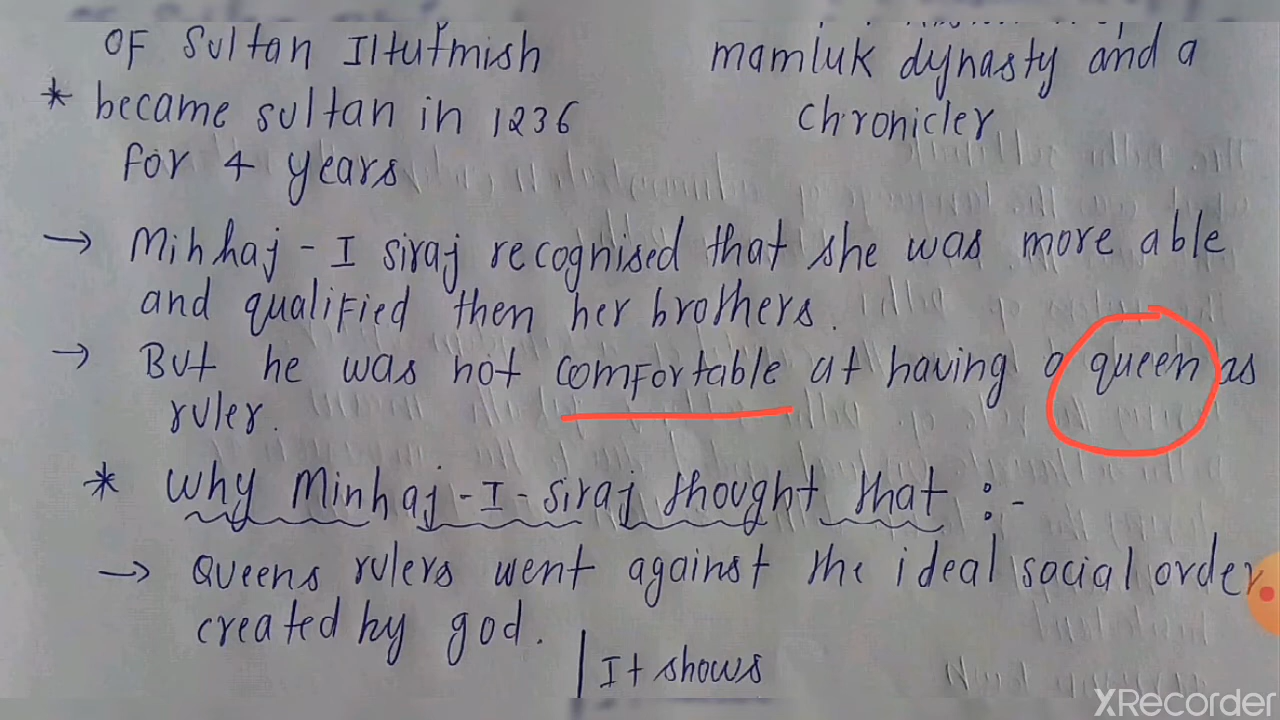 OF Sultan Iltutmish
* became sultan in 1236
for 4 years
mamluk dynasty and a
chronicler
→ Mihhaj - I siraj recognised that she was more able
and qualified then her brothers.
→ But he was not comfortable at having a queen as
ruler.
* Why Minhaj - I - siraj thought that : -
→ Queens rulers went against the ideal social order
created by god.
It shows
XRecorder